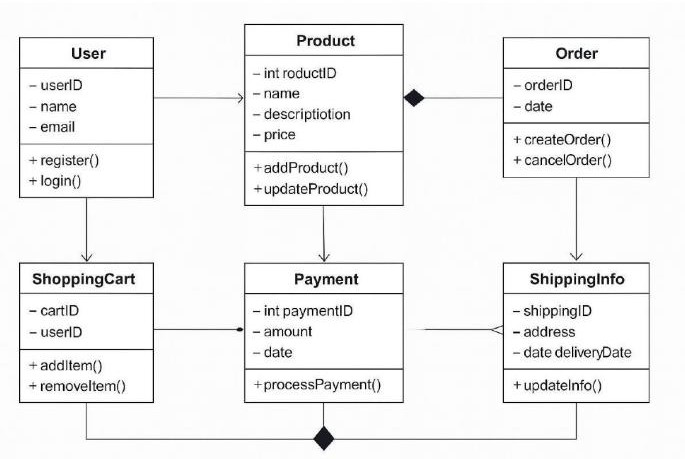 User
– userID
– name
– email
+ register()
+ login()
Product
– int roductID
– name
– descriptiotion
– price
+addProduct()
+updateProduct()
Order
– orderID
– date
+ createOrder()
+ cancelOrder()
ShoppingCart
– cartID
– userID
+ addItem()
+ removeItem()
Payment
– int paymentID
– amount
– date
+processPayment()
ShippingInfo
– shippingID
– address
– date deliveryDate
+updateInfo()